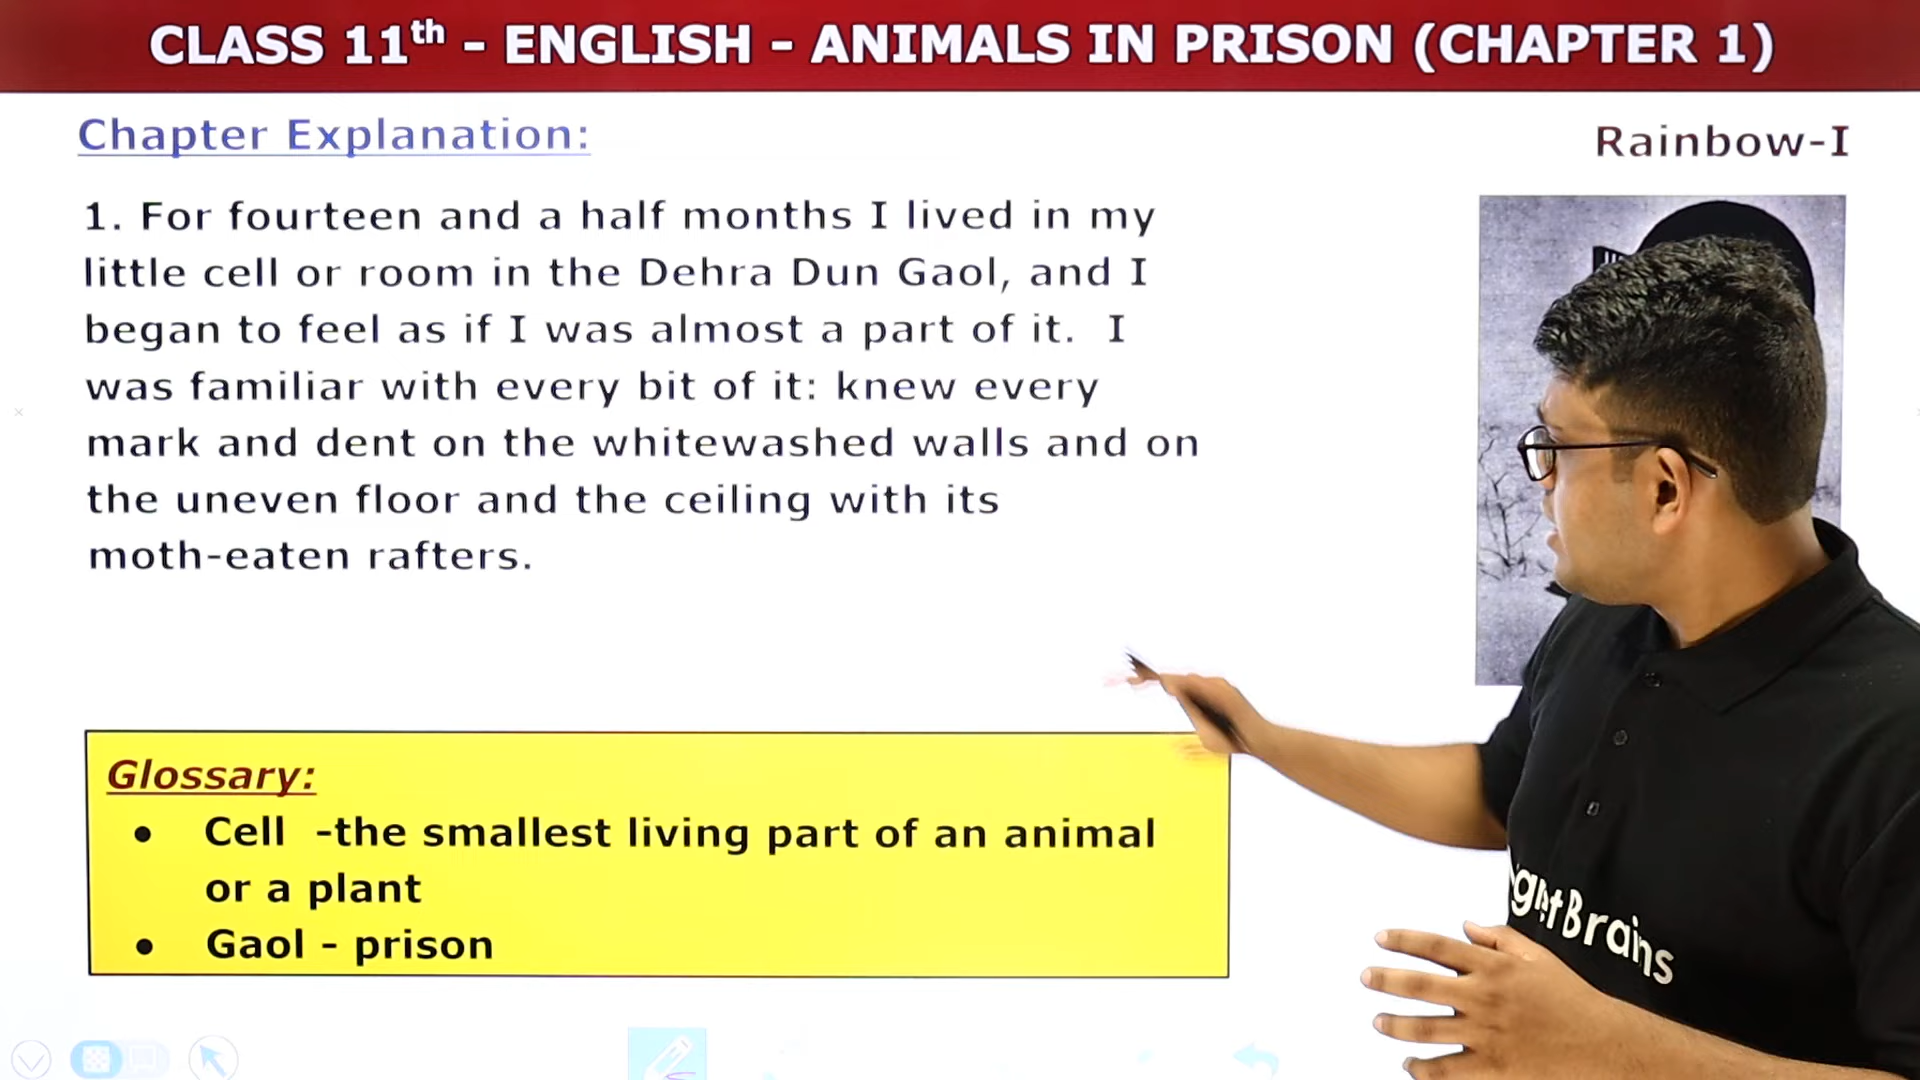 CLASS 11th - ENGLISH - ANIMALS IN PRISON (CHAPTER 1)
Chapter Explanation:
Rainbow-I
1. For fourteen and a half months I lived in my
little cell or room in the Dehra Dun Gaol, and I
began to feel as if I was almost a part of it. I
was familiar with every bit of it: knew every
mark and dent on the whitewashed walls and on
the uneven floor and the ceiling with its
moth-eaten rafters.
Glossary:
● Cell -the smallest living part of an animal
or a plant
● Gaol - prison
Brains